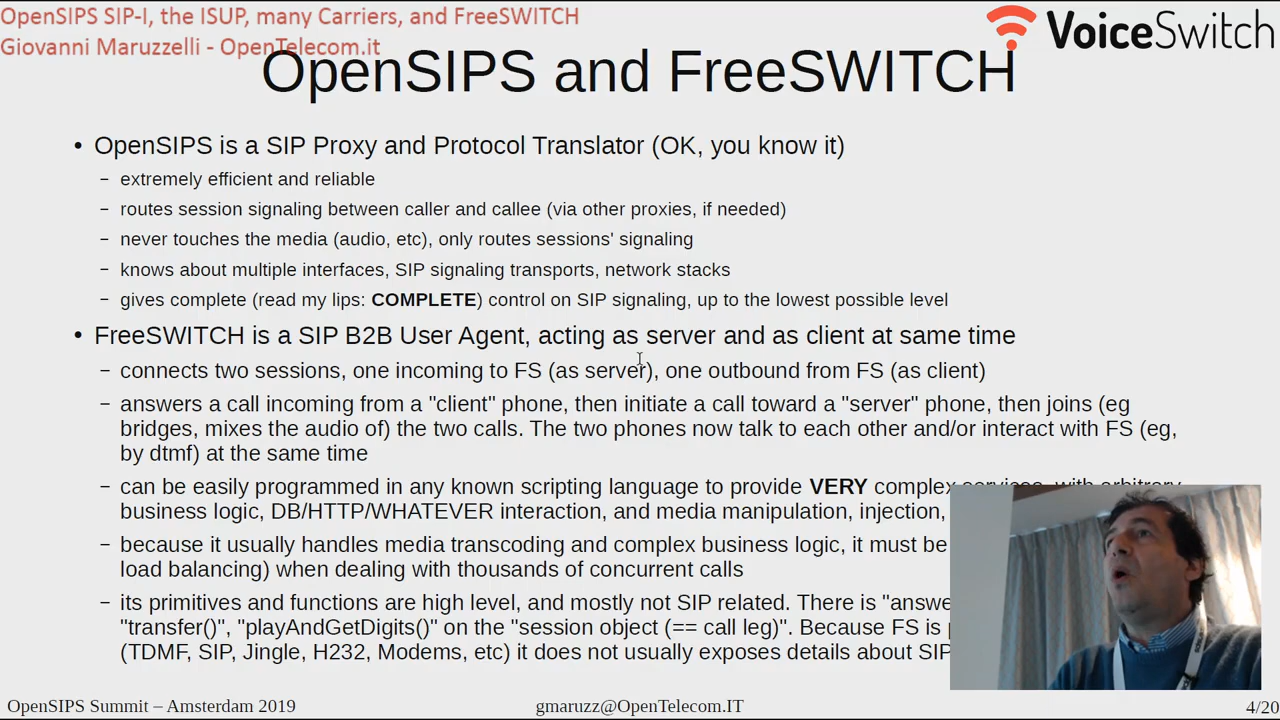 OpenSIPS SIP-I, the ISUP, many Carriers, and FreeSWITCH
Giovanni Maruzzelli - OpenTelecom.it
VoiceSwitch
OpenSIPS and FreeSWITCH
• OpenSIPS is a SIP Proxy and Protocol Translator (OK, you know it)
– extremely efficient and reliable
– routes session signaling between caller and callee (via other proxies, if needed)
– never touches the media (audio, etc), only routes sessions' signaling
– knows about multiple interfaces, SIP signaling transports, network stacks
– gives complete (read my lips: COMPLETE) control on SIP signaling, up to the lowest possible level
• FreeSWITCH is a SIP B2B User Agent, acting as server and as client at same time
– connects two sessions, one incoming to FS (as server), one outbound from FS (as client)
– answers a call incoming from a "client" phone, then initiate a call toward a "server" phone, then joins (eg
bridges, mixes the audio of) the two calls. The two phones now talk to each other and/or interact with FS (eg,
by dtmf) at the same time
– can be easily programmed in any known scripting language to provide VERY complex services, with arbitrary
business logic, DB/HTTP/WHATEVER interaction, and media manipulation, injection,
– because it usually handles media transcoding and complex business logic, it must be
load balancing) when dealing with thousands of concurrent calls
– its primitives and functions are high level, and mostly not SIP related. There is
"transfer()", "playAndGetDigits()" on the "session object (== call leg)". Because FS is
(TDMF, SIP, Jingle, H232, Modems, etc) it does not usually exposes details about SIP
OpenSIPS Summit – Amsterdam 2019
gmaruzz@OpenTelecom.IT
4/20